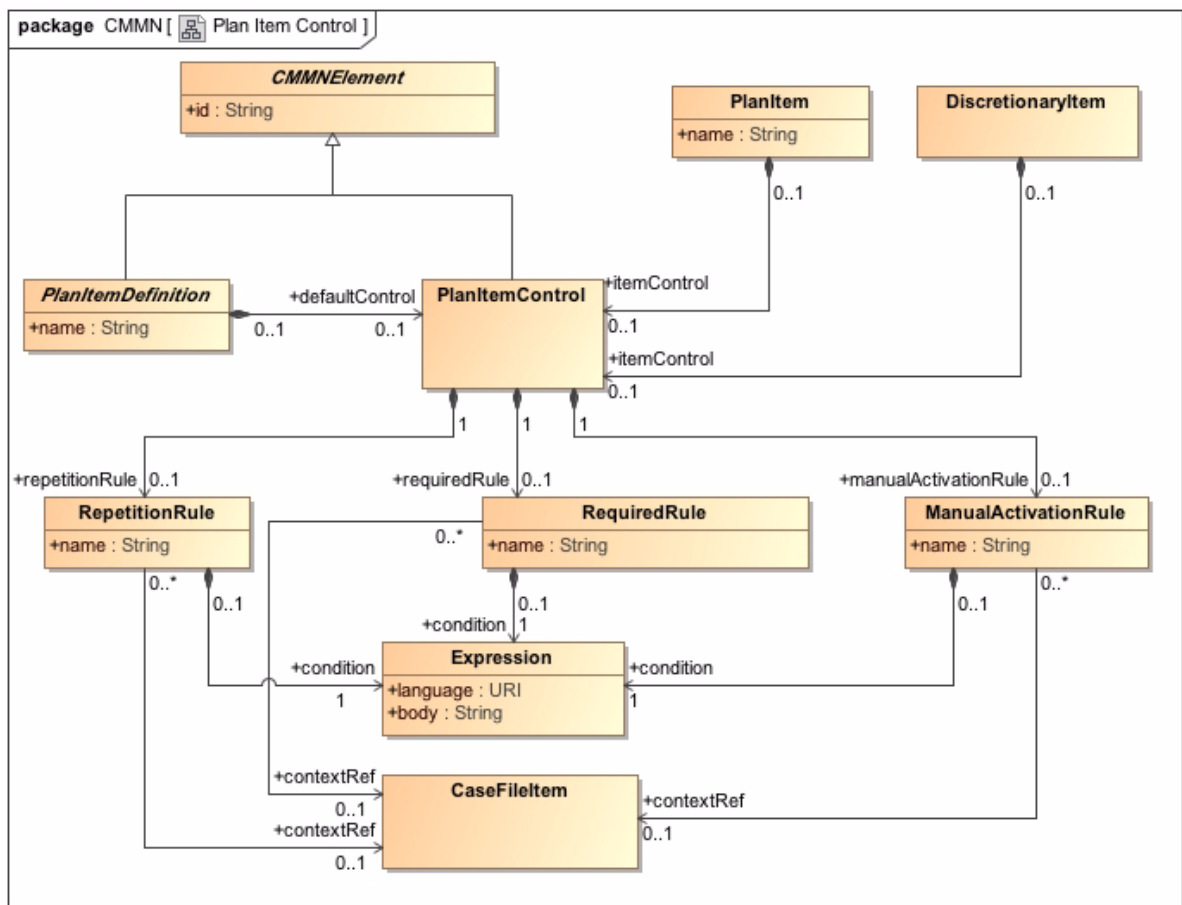 package CMMN [ Plan Item Control ]
CMMNElement
+id : String
PlanItem
+name : String
DiscretionaryItem
0..1
0..1
PlanItemDefinition
+name : String
+defaultControl
0..1
0..1
PlanItemControl
+itemControl
0..1
+itemControl
0..1
1
1
1
+repetitionRule
0..1
+requiredRule
0..1
+manualActivationRule
0..1
RepetitionRule
+name : String
RequiredRule
+name : String
ManualActivationRule
+name : String
0..*
0..*
0..1
0..1
0..1
0..*
+condition
1
+condition
1
+condition
1
Expression
+language : URI
+body : String
+contextRef
0..1
+contextRef
0..1
CaseFileItem
+contextRef
0..1